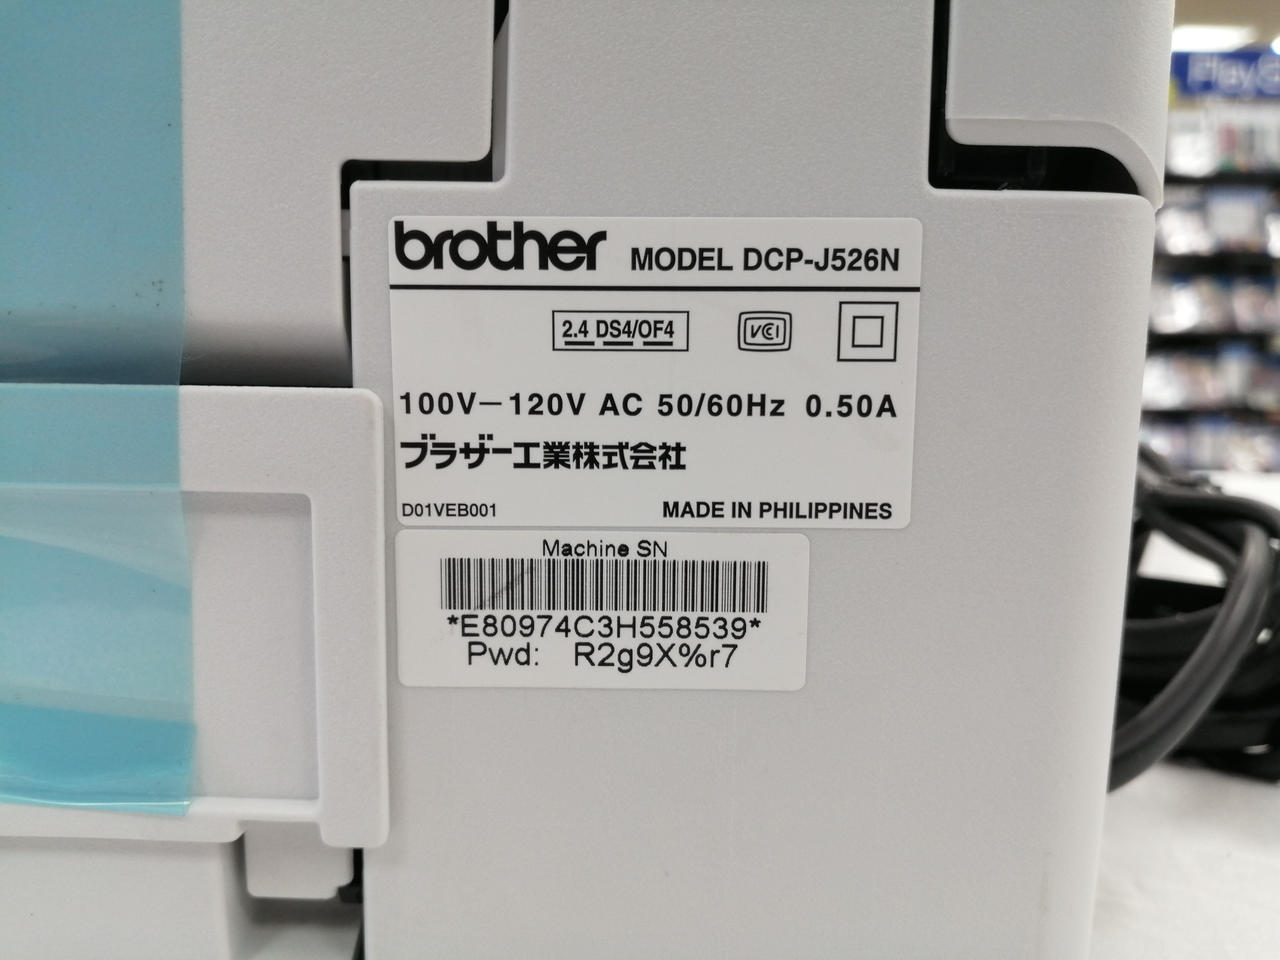 brother MODEL DCP-J526N
2.4 DS4/OF4 VCI
100V－120V AC 50/60Hz 0.50A
ブラザー工業株式会社
D01VEB001 MADE IN PHILIPPINES
Machine SN
*E80974C3H558539*
Pwd: R2g9X%r7